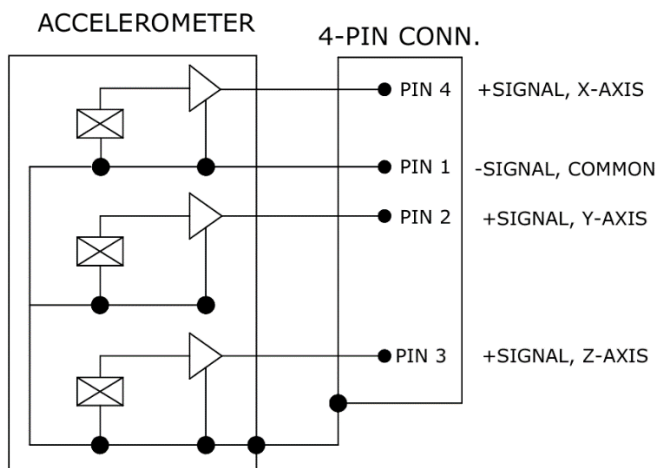 ACCELEROMETER
4-PIN CONN.
PIN 4 +SIGNAL, X-AXIS
PIN 1 -SIGNAL, COMMON
PIN 2 +SIGNAL, Y-AXIS
PIN 3 +SIGNAL, Z-AXIS